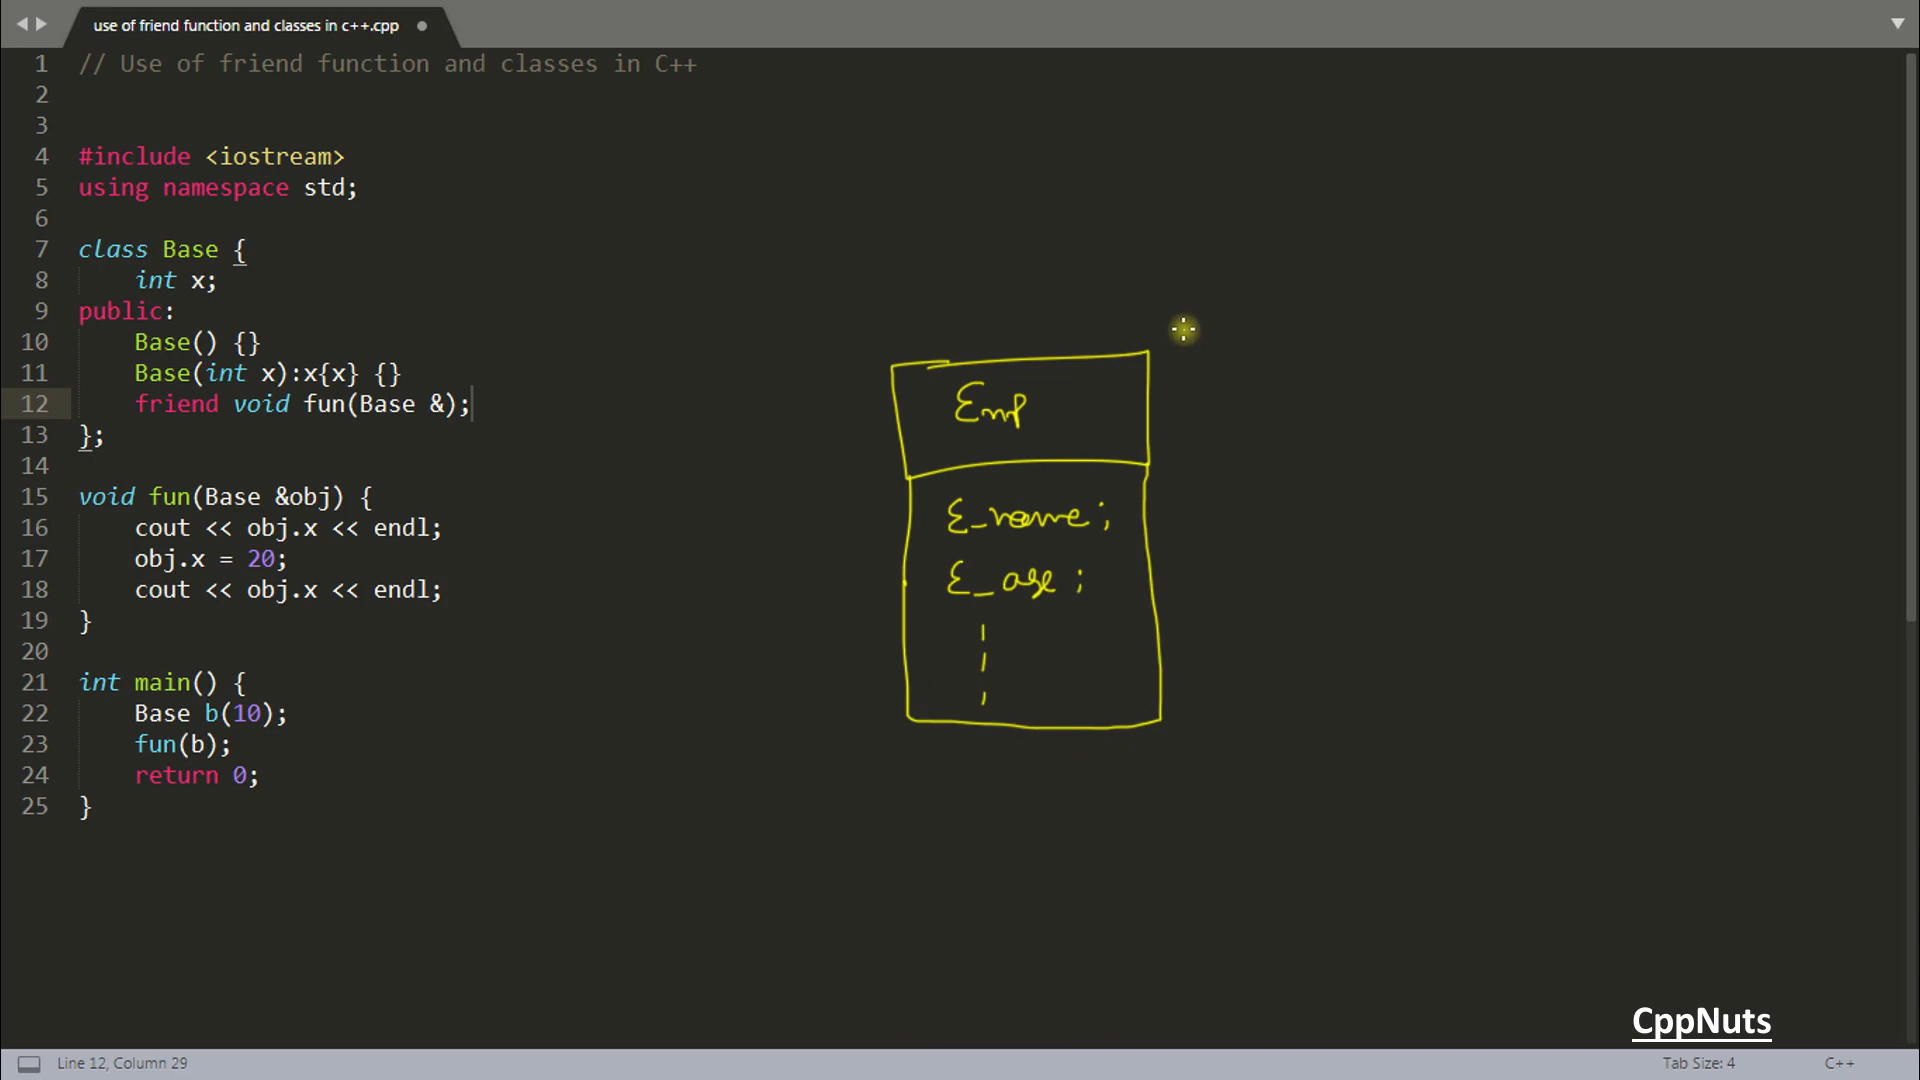 use of friend function and classes in c++.cpp
1 // Use of friend function and classes in C++
2
3
4 #include <iostream>
5 using namespace std;
6
7 class Base {
8 int x;
9 public:
10 Base() {}
11 Base(int x):x{x} {}
12 friend void fun(Base &);
13 };
14
15 void fun(Base &obj) {
16 cout << obj.x << endl;
17 obj.x = 20;
18 cout << obj.x << endl;
19 }
20
21 int main() {
22 Base b(10);
23 fun(b);
24 return 0;
25 }
Emp
E_name;
E_age;
CppNuts
Line 12, Column 29
Tab Size: 4
C++